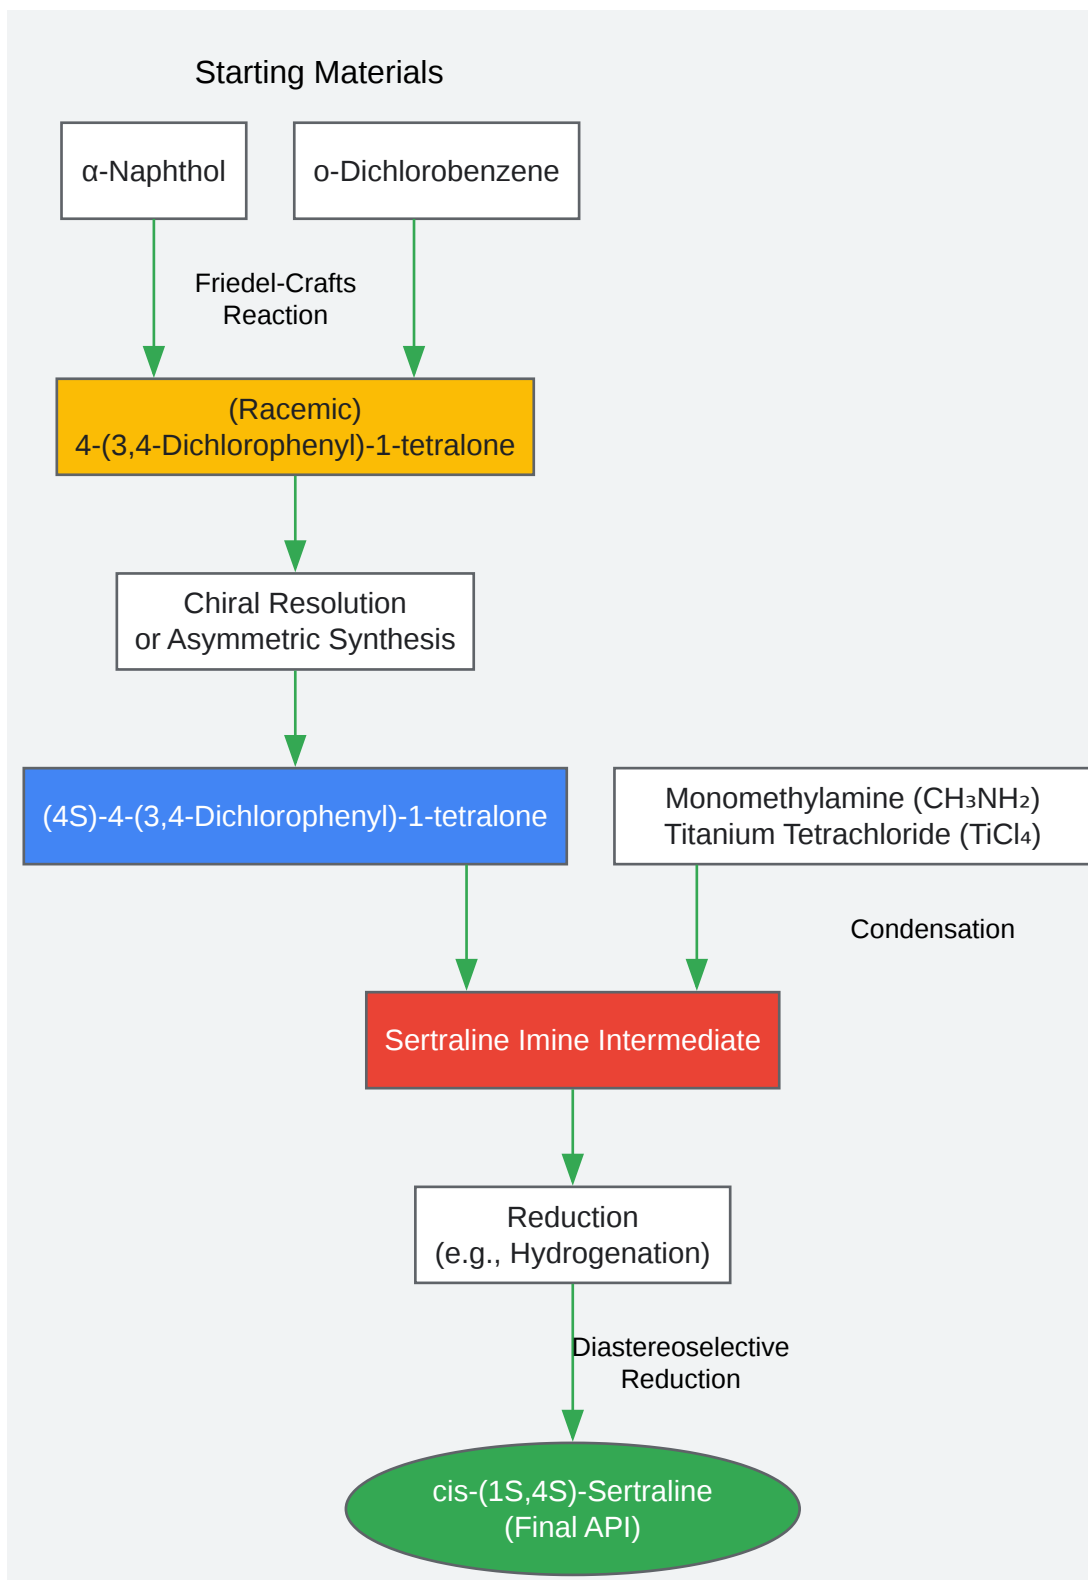 Starting Materials
α-Naphthol
o-Dichlorobenzene
Friedel-Crafts
Reaction
(Racemic)
4-(3,4-Dichlorophenyl)-1-tetralone
Chiral Resolution
or Asymmetric Synthesis
(4S)-4-(3,4-Dichlorophenyl)-1-tetralone
Monomethylamine (CH₃NH₂)
Titanium Tetrachloride (TiCl₄)
Condensation
Sertraline Imine Intermediate
Reduction
(e.g., Hydrogenation)
Diastereoselective
Reduction
cis-(1S,4S)-Sertraline
(Final API)